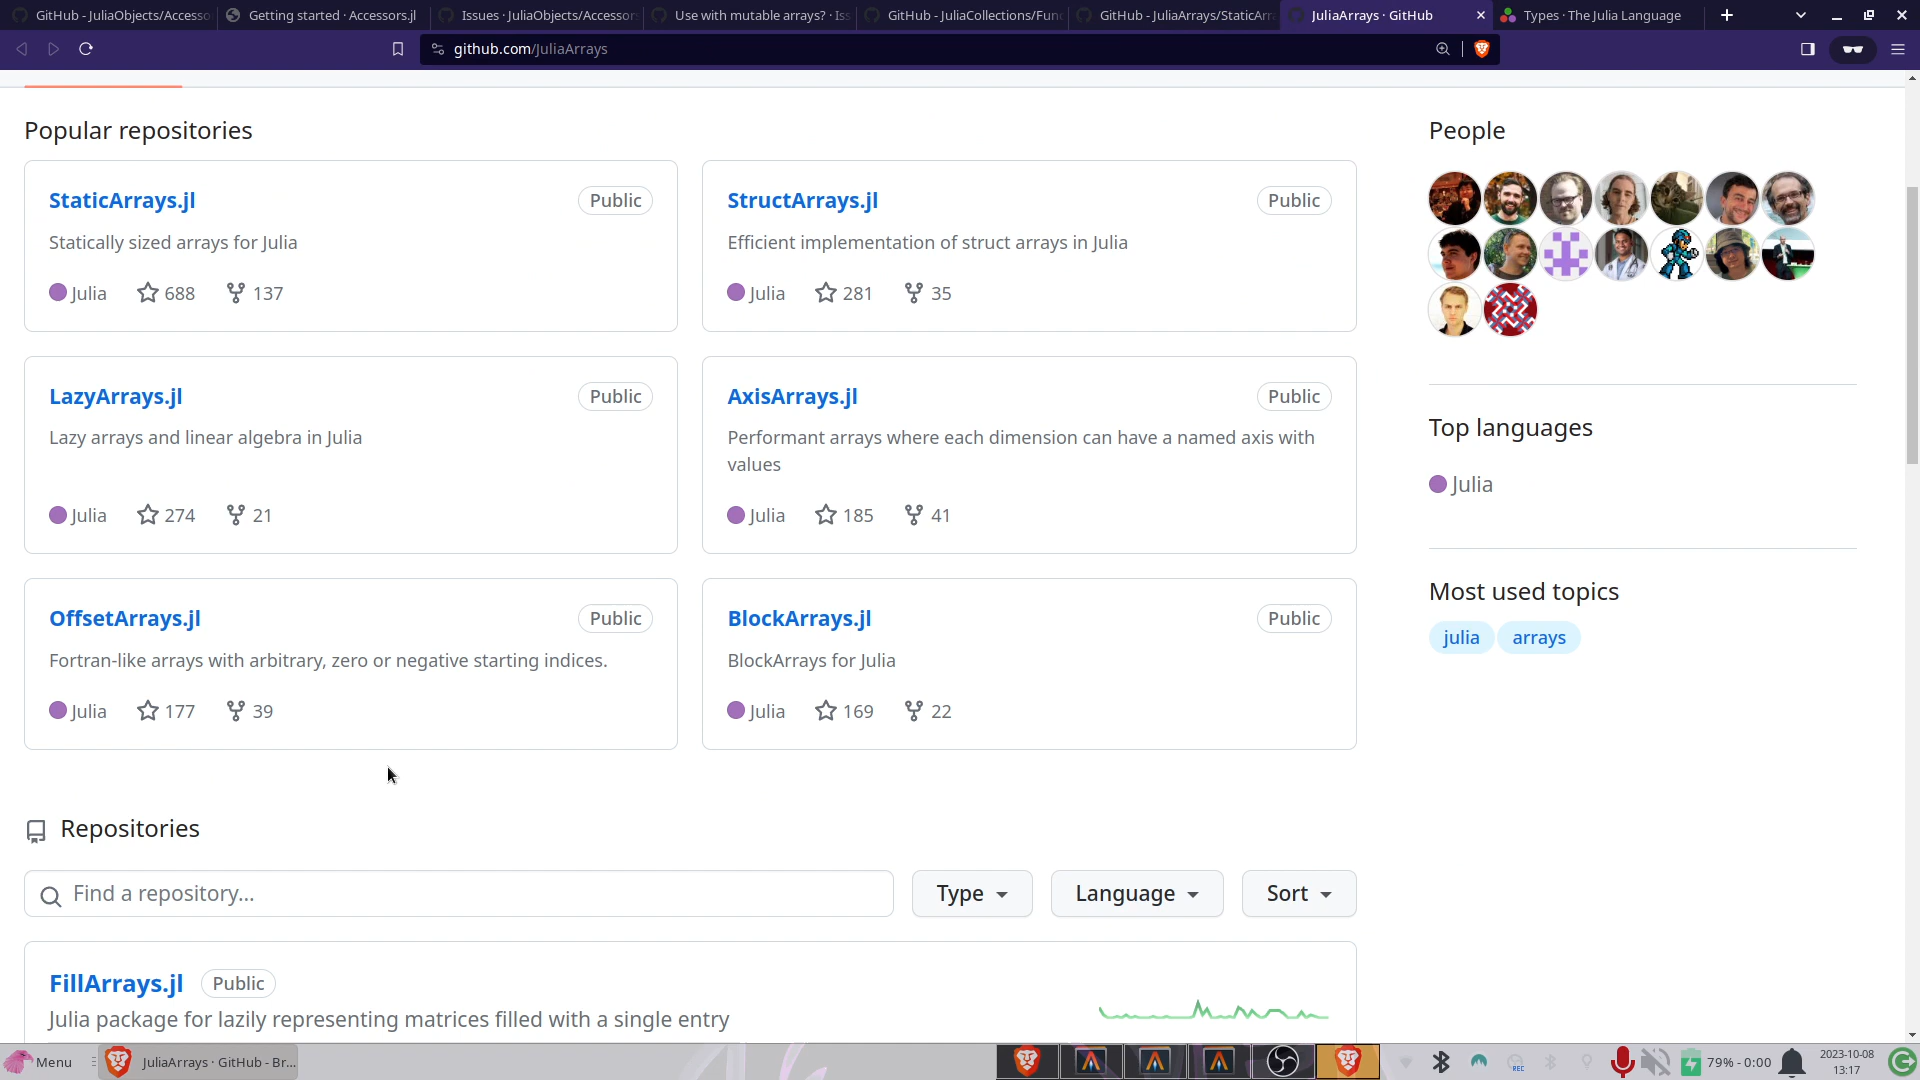 GitHub - JuliaObjects/Accesso
Getting started · Accessors.jl
Issues · JuliaObjects/Accessor
Use with mutable arrays? · Iss
GitHub - JuliaCollections/Fun
GitHub - JuliaArrays/StaticArr
JuliaArrays · GitHub
Types · The Julia Language
github.com/JuliaArrays
Popular repositories
StaticArrays.jl
Public
Statically sized arrays for Julia
Julia 688 137
StructArrays.jl
Public
Efficient implementation of struct arrays in Julia
Julia 281 35
LazyArrays.jl
Public
Lazy arrays and linear algebra in Julia
Julia 274 21
AxisArrays.jl
Public
Performant arrays where each dimension can have a named axis with
values
Julia 185 41
OffsetArrays.jl
Public
Fortran-like arrays with arbitrary, zero or negative starting indices.
Julia 177 39
BlockArrays.jl
Public
BlockArrays for Julia
Julia 169 22
People
Top languages
Julia
Most used topics
julia arrays
Repositories
Find a repository...
Type
Language
Sort
FillArrays.jl
Public
Julia package for lazily representing matrices filled with a single entry
Menu
JuliaArrays · GitHub - Br...
REC
79% - 0:00
2023-10-08
13:17